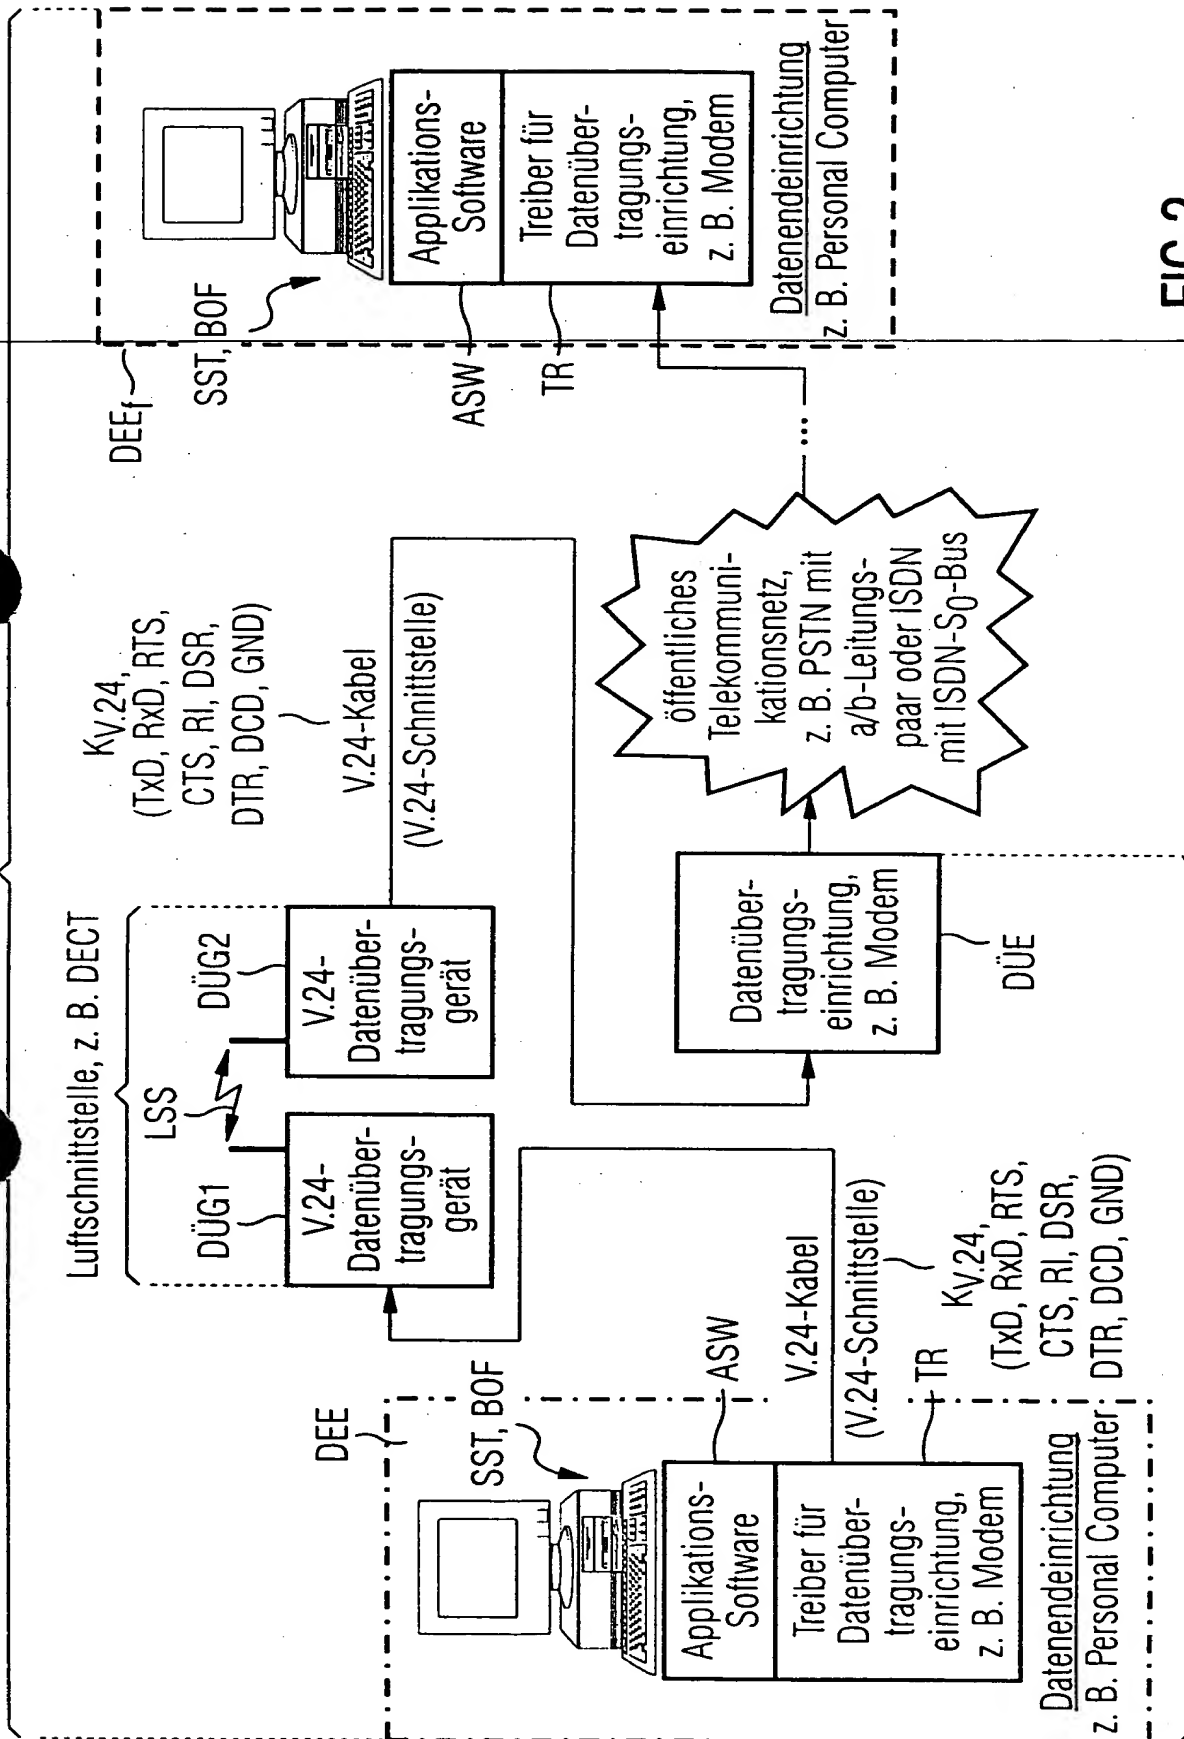 DEE
SST, BOF
Applikations-
Software
Treiber für
Datenüber-
tragungs-
einrichtung,
z. B. Modem
Datenendeinrichtung
z. B. Personal Computer
ASW
TR
V.24-Kabel
(V.24-Schnittstelle)
KV.24,
(TxD, RxD, RTS,
CTS, RI, DSR,
DTR, DCD, GND)
Luftschnittstelle, z. B. DECT
LSS
DÜG1
V.24-
Datenüber-
tragungs-
gerät
DÜG2
V.24-
Datenüber-
tragungs-
gerät
KV.24,
(TxD, RxD, RTS,
CTS, RI, DSR,
DTR, DCD, GND)
V.24-Kabel
(V.24-Schnittstelle)
Datenüber-
tragungs-
einrichtung,
z. B. Modem
DÜE
öffentliches
Telekommuni-
kationsnetz,
z. B. PSTN mit
a/b-Leitungs-
paar oder ISDN
mit ISDN-S0-Bus
...
DEEf
SST, BOF
ASW
TR
Applikations-
Software
Treiber für
Datenüber-
tragungs-
einrichtung,
z. B. Modem
Datenendeinrichtung
z. B. Personal Computer
FIG 2